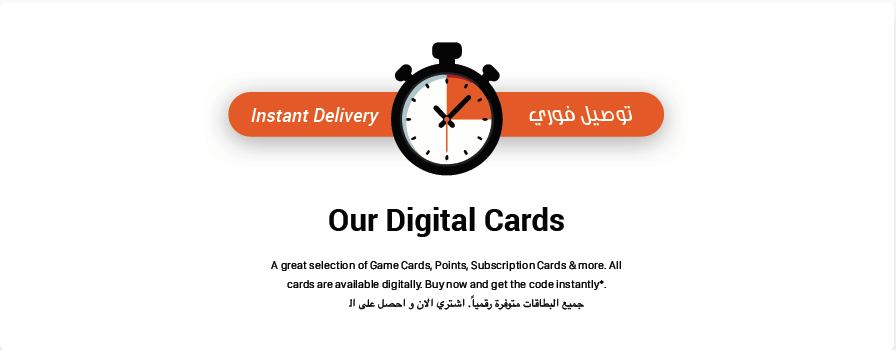 Instant Delivery
توصيل فوري
Our Digital Cards
A great selection of Game Cards, Points, Subscription Cards & more. All
cards are available digitally. Buy now and get the code instantly*.
جميع البطاقات متوفرة رقمياً. اشتري الان و احصل على ال